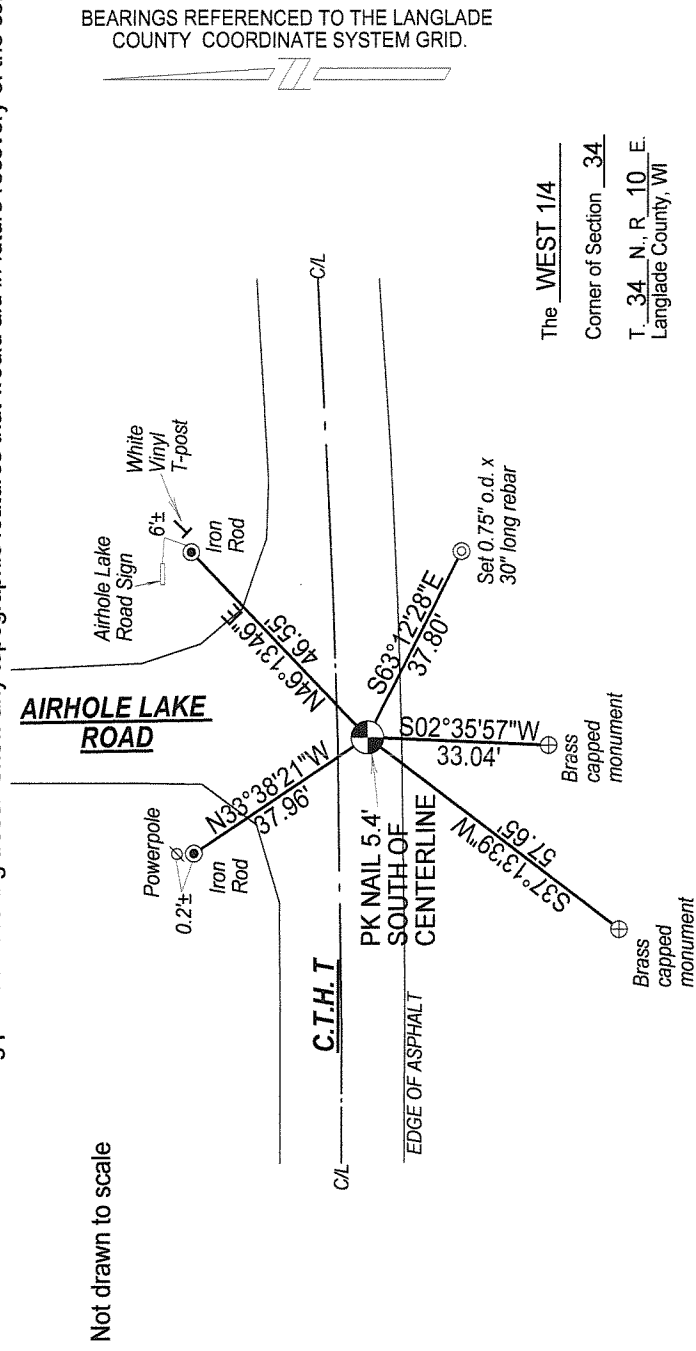 BEARINGS REFERENCED TO THE LANGLADE
COUNTY COORDINATE SYSTEM GRID.
Not drawn to scale
AIRHOLE LAKE
ROAD
Airhole Lake
Road Sign
White
Vinyl
T-post
6'±
Iron
Rod
Powerpole
0.2'±
Iron
Rod
N33°38'21"W
37.96'
N46°13'46"E
46.55'
C/L
C/L
C.T.H. T
PK NAIL 5.4'
SOUTH OF
CENTERLINE
EDGE OF ASPHALT
S63°12'28"E
37.80'
Set 0.75" o.d. x
30" long rebar
S02°35'57"W
33.04'
Brass
capped
monument
S37°13'39"W
57.65'
Brass
capped
monument
The WEST 1/4
Corner of Section 34
T. 34 N., R 10 E.
Langlade County, WI